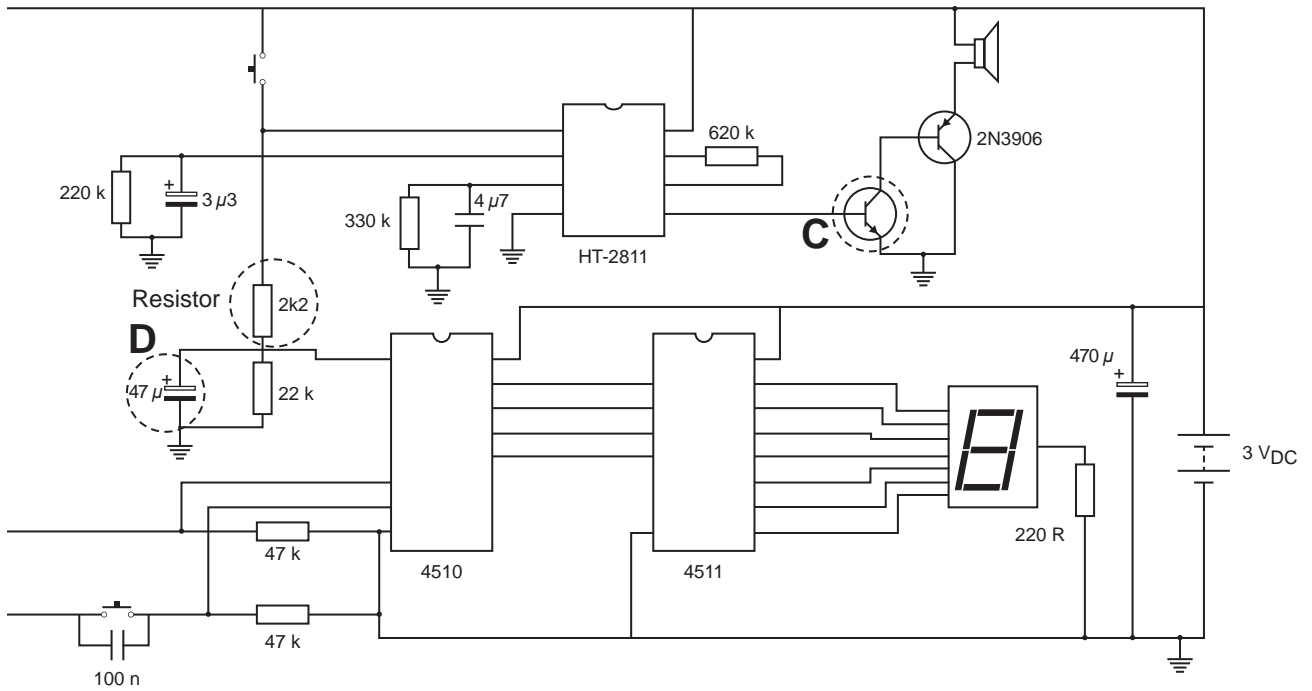 620 k
2N3906
220 k
3 µ3
4 µ7
330 k
C
HT-2811
Resistor
2k2
D
47 µ
22 k
470 µ
3 VDC
220 R
47 k
4510
4511
47 k
100 n